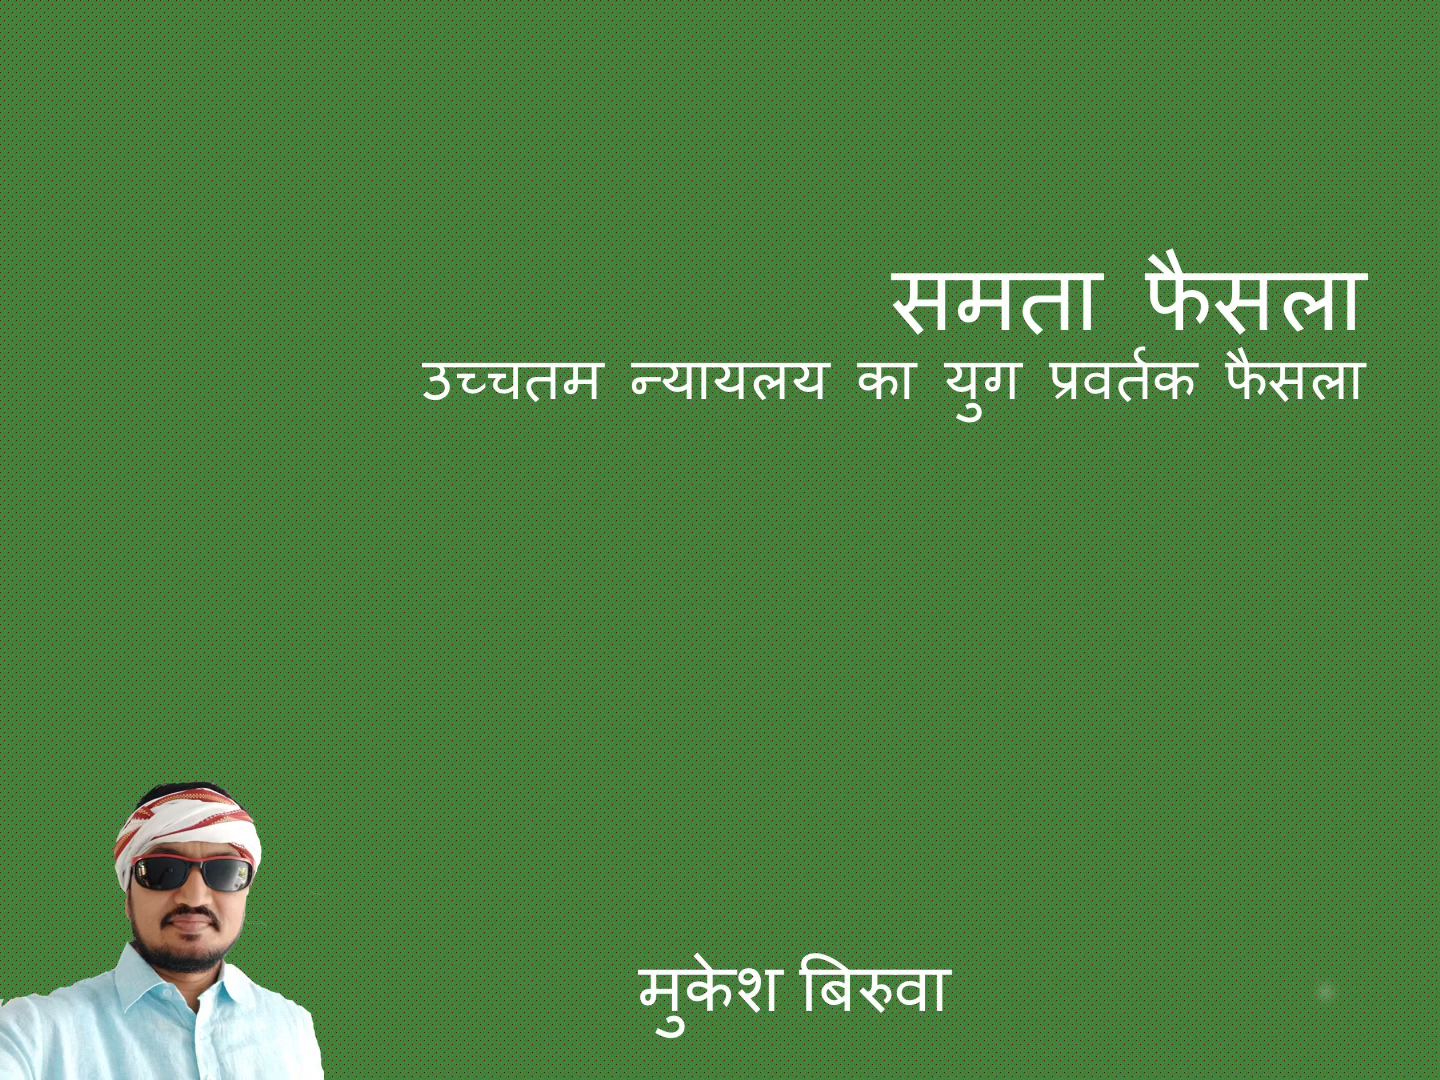 समता फैसला
उच्चतम न्यायलय का युग प्रवर्तक फैसला
मुकेश बिरुवा